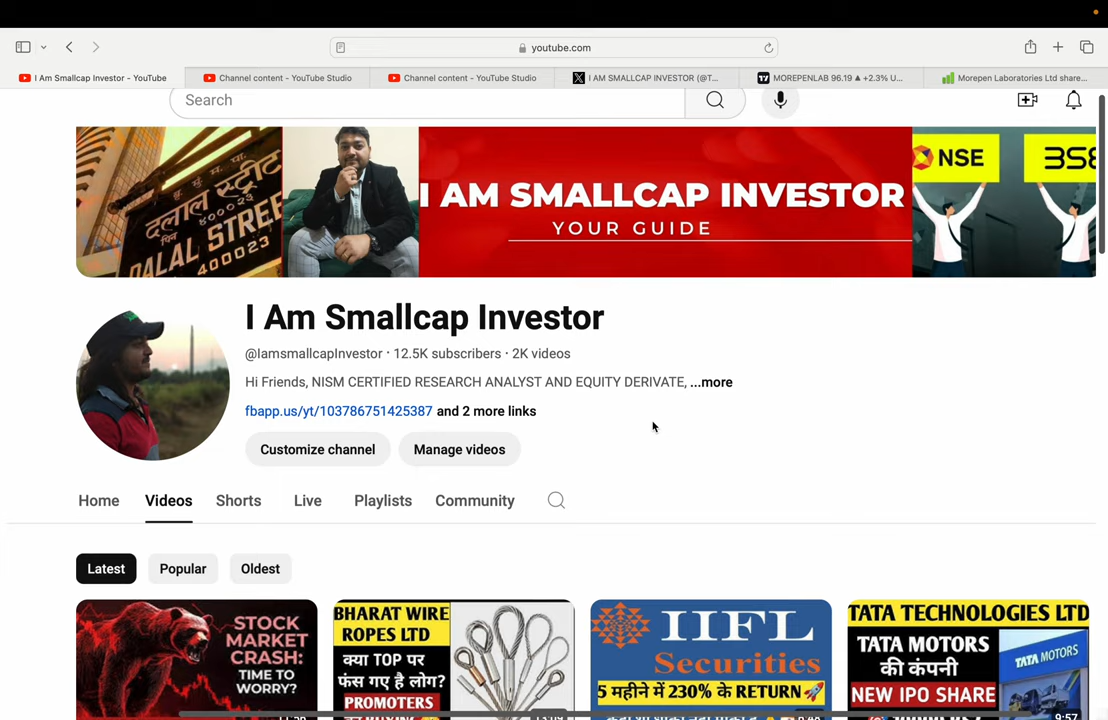 youtube.com
I Am Smallcap Investor - YouTube
Channel content - YouTube Studio
Channel content - YouTube Studio
I AM SMALLCAP INVESTOR (@T...
MOREPENLAB 96.19 ▲ +2.3% U...
Morepen Laboratories Ltd share...
Search
दलाल स्ट्रीट
४०००२३
DALAL STREET
400023
I AM SMALLCAP INVESTOR
YOUR GUIDE
NSE
I Am Smallcap Investor
@IamsmallcapInvestor · 12.5K subscribers · 2K videos
Hi Friends, NISM CERTIFIED RESEARCH ANALYST AND EQUITY DERIVATE, ...more
fbapp.us/yt/103786751425387 and 2 more links
Customize channel
Manage videos
Home
Videos
Shorts
Live
Playlists
Community
Latest
Popular
Oldest
STOCK
MARKET
CRASH:
TIME TO
WORRY?
BHARAT WIRE
ROPES LTD
क्या TOP पर
फंस गए है लोग?
PROMOTERS
IIFL
Securities
5 महीने में 230% के RETURN
TATA TECHNOLOGIES LTD
TATA MOTORS
की कंपनी
NEW IPO SHARE
TATA MOTORS
9:57